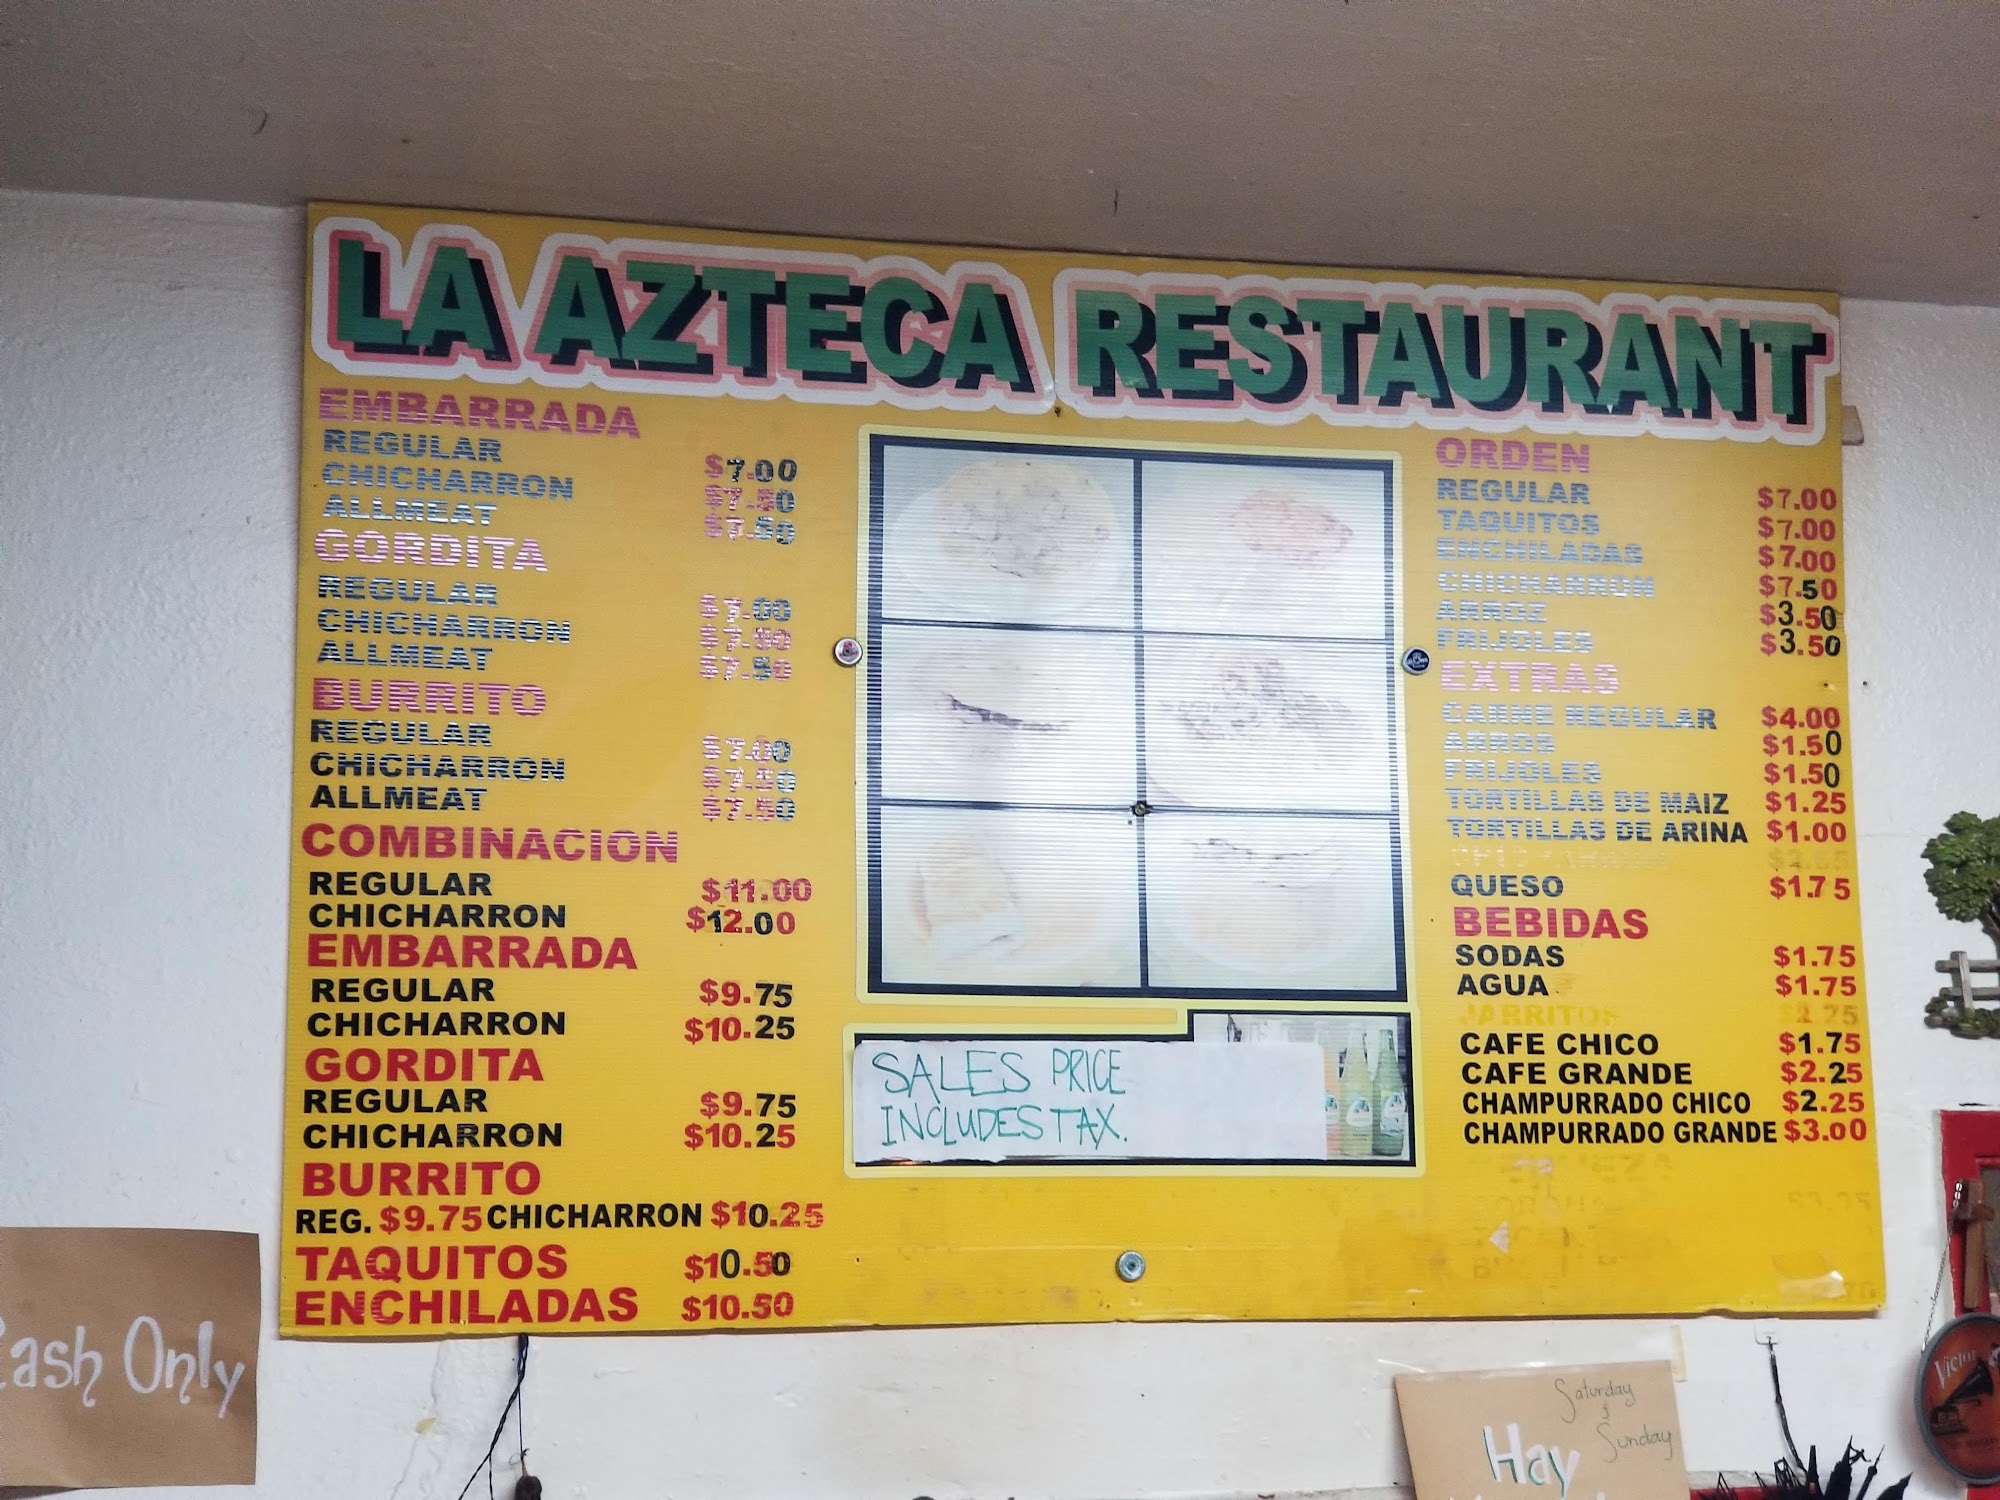 LA AZTECA RESTAURANT
EMBARRADA
REGULAR $7.00
CHICHARRON $7.50
ALLMEAT $7.50
GORDITA
REGULAR $7.00
CHICHARRON $7.50
ALLMEAT $7.50
BURRITO
REGULAR $7.00
CHICHARRON $7.50
ALLMEAT $7.50
COMBINACION
REGULAR $11.00
CHICHARRON $12.00
EMBARRADA
REGULAR $9.75
CHICHARRON $10.25
GORDITA
REGULAR $9.75
CHICHARRON $10.25
BURRITO
REG. $9.75 CHICHARRON $10.25
TAQUITOS $10.50
ENCHILADAS $10.50
SALES PRICE
INCLUDES TAX.
ORDEN
REGULAR $7.00
TAQUITOS $7.00
ENCHILADAS $7.00
CHICHARRON $7.50
ARROZ $3.50
FRIJOLES $3.50
EXTRAS
CARNE REGULAR $4.00
ARROS $1.50
FRIJOLES $1.50
TORTILLAS DE MAIZ $1.25
TORTILLAS DE ARINA $1.00
QUESO $1.75
BEBIDAS
SODAS $1.75
AGUA $1.75
JARRITOS
CAFE CHICO $1.75
CAFE GRANDE $2.25
CHAMPURRADO CHICO $2.25
CHAMPURRADO GRANDE $3.00
Cash Only
Saturday
Sunday
Hay
Victor